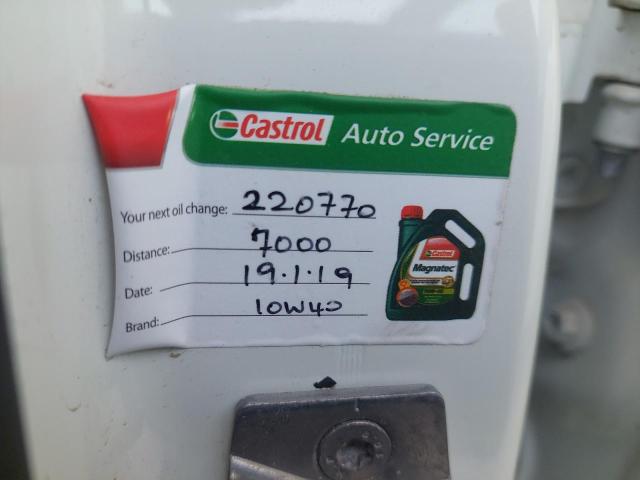 Castrol Auto Service
Your next oil change: 220770
Distance: 7000
Date: 19.1.19
Brand: 10W40
Castrol
Magnatec